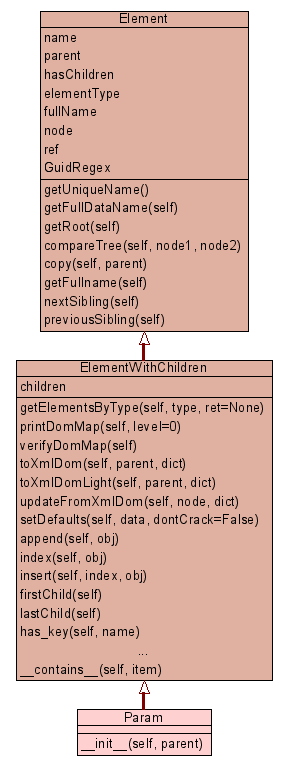 Element
name
parent
hasChildren
elementType
fullName
node
ref
GuidRegex
getUniqueName()
getFullDataName(self)
getRoot(self)
compareTree(self, node1, node2)
copy(self, parent)
getFullname(self)
nextSibling(self)
previousSibling(self)
ElementWithChildren
children
getElementsByType(self, type, ret=None)
printDomMap(self, level=0)
verifyDomMap(self)
toXmlDom(self, parent, dict)
toXmlDomLight(self, parent, dict)
updateFromXmlDom(self, node, dict)
setDefaults(self, data, dontCrack=False)
append(self, obj)
index(self, obj)
insert(self, index, obj)
firstChild(self)
lastChild(self)
has_key(self, name)
...
__contains__(self, item)
Param
__init__(self, parent)